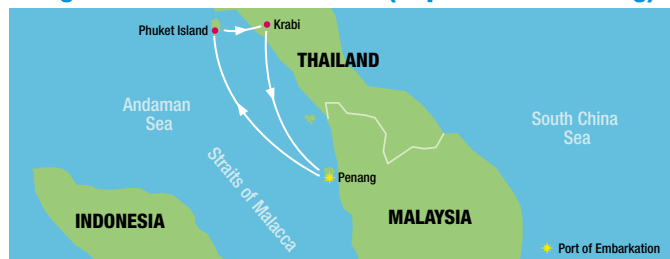 Phuket Island
Krabi
THAILAND
Andaman
Sea
South China
Sea
Straits of Malacca
Penang
INDONESIA
MALAYSIA
Port of Embarkation